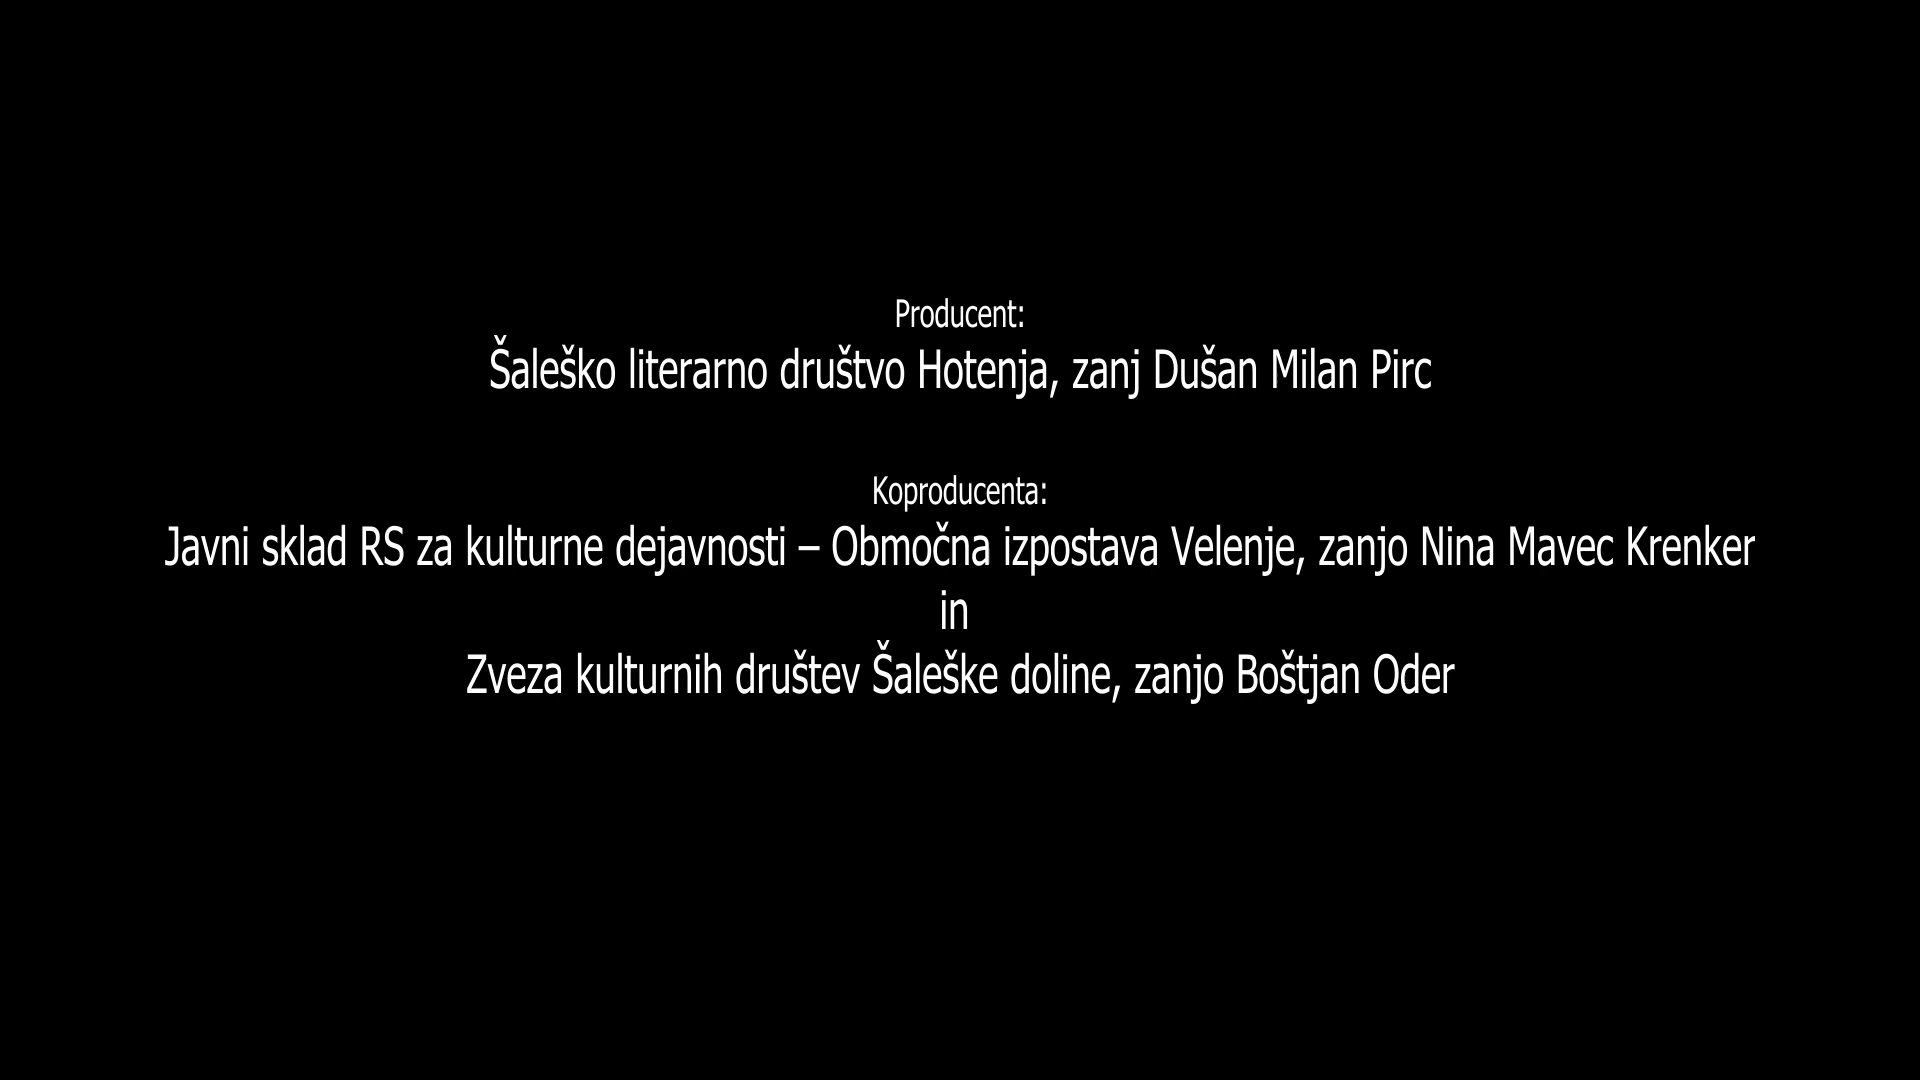 Producent:
Šaleško literarno društvo Hotenja, zanj Dušan Milan Pirc
Koproducenta:
Javni sklad RS za kulturne dejavnosti – Območna izpostava Velenje, zanjo Nina Mavec Krenker
in
Zveza kulturnih društev Šaleške doline, zanjo Boštjan Oder